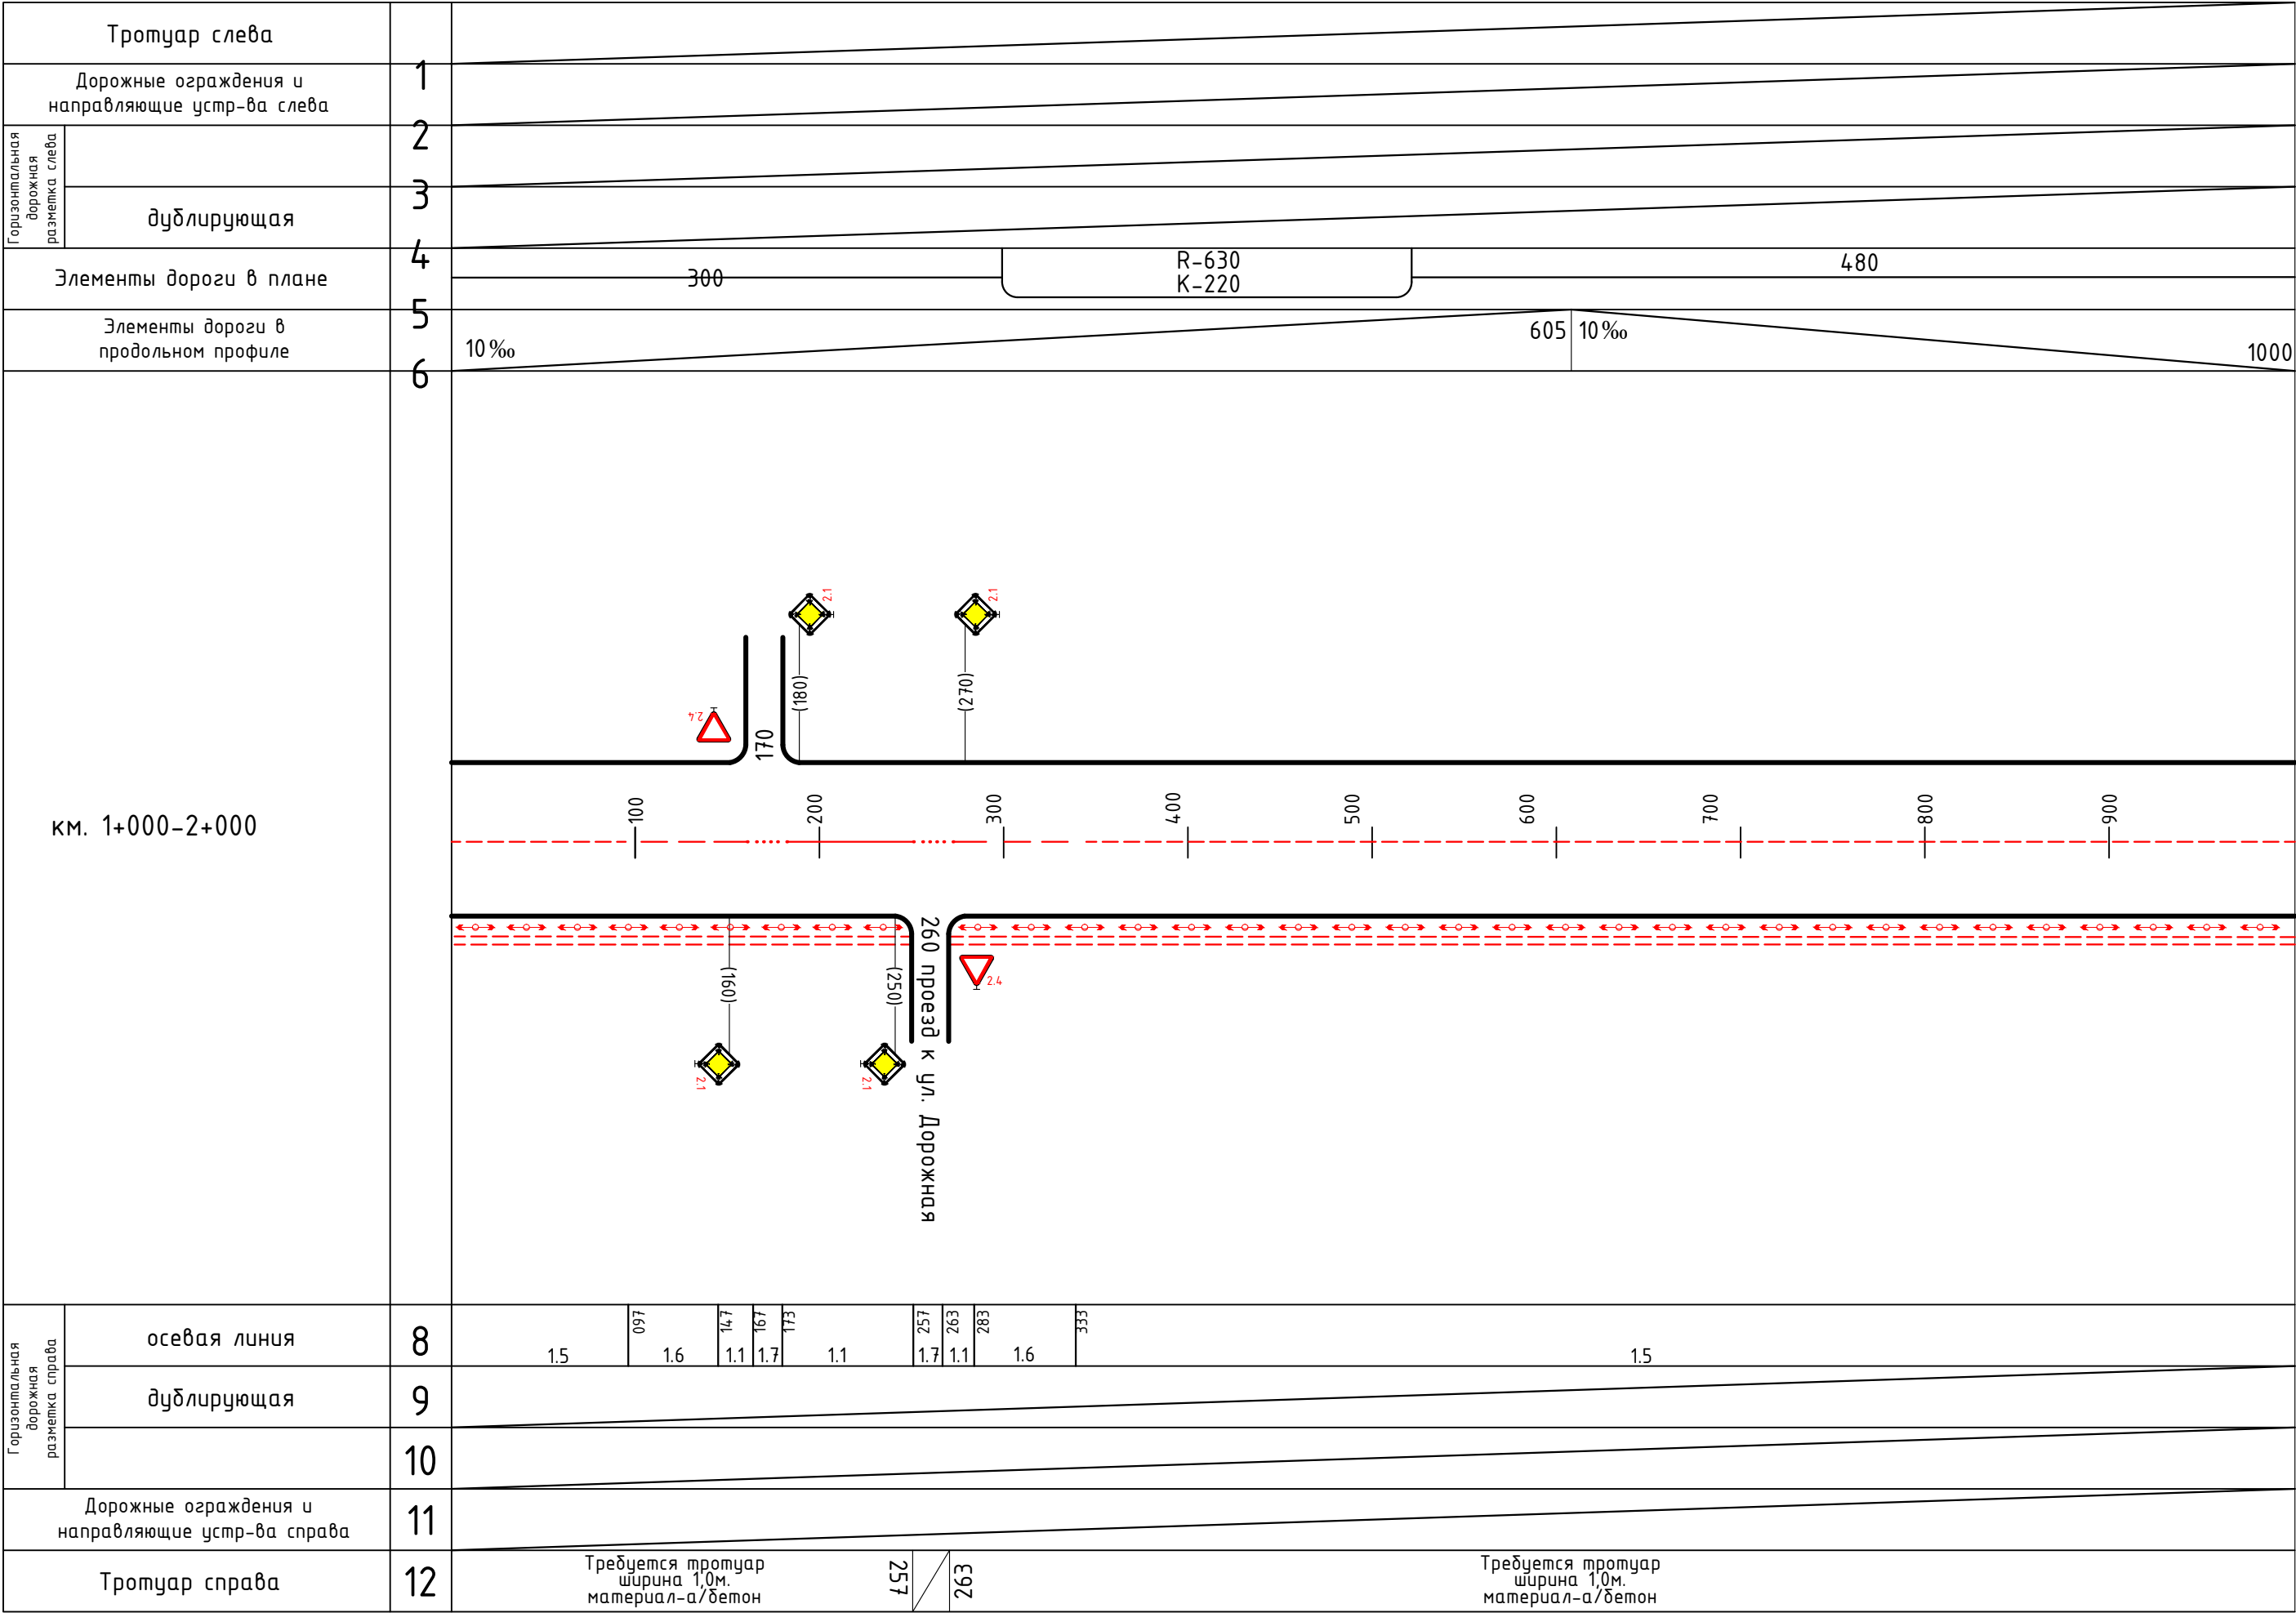 Тротуар слева
1
Дорожные ограждения и
направляющие устр-ва слева
2
Горизонтальная
дорожная
разметка слева
3
дублирующая
4
Элементы дороги в плане
300
R-630
K-220
480
5
Элементы дороги в
продольном профиле
10‰
605
10‰
1000
6
2.1
2.1
(180)
(270)
2.4
170
км. 1+000-2+000
100
200
300
400
500
600
700
800
900
260 проезд к ул. Дорожная
(160)
(250)
2.4
2.1
2.1
Горизонтальная
дорожная
разметка справа
осевая линия
8
097
147
167
173
257
263
283
333
1.5
1.6
1.1
1.7
1.1
1.7
1.1
1.6
1.5
дублирующая
9
10
Дорожные ограждения и
направляющие устр-ва справа
11
Тротуар справа
12
Требуется тротуар
ширина 1,0м.
материал-а/бетон
257
263
Требуется тротуар
ширина 1,0м.
материал-а/бетон